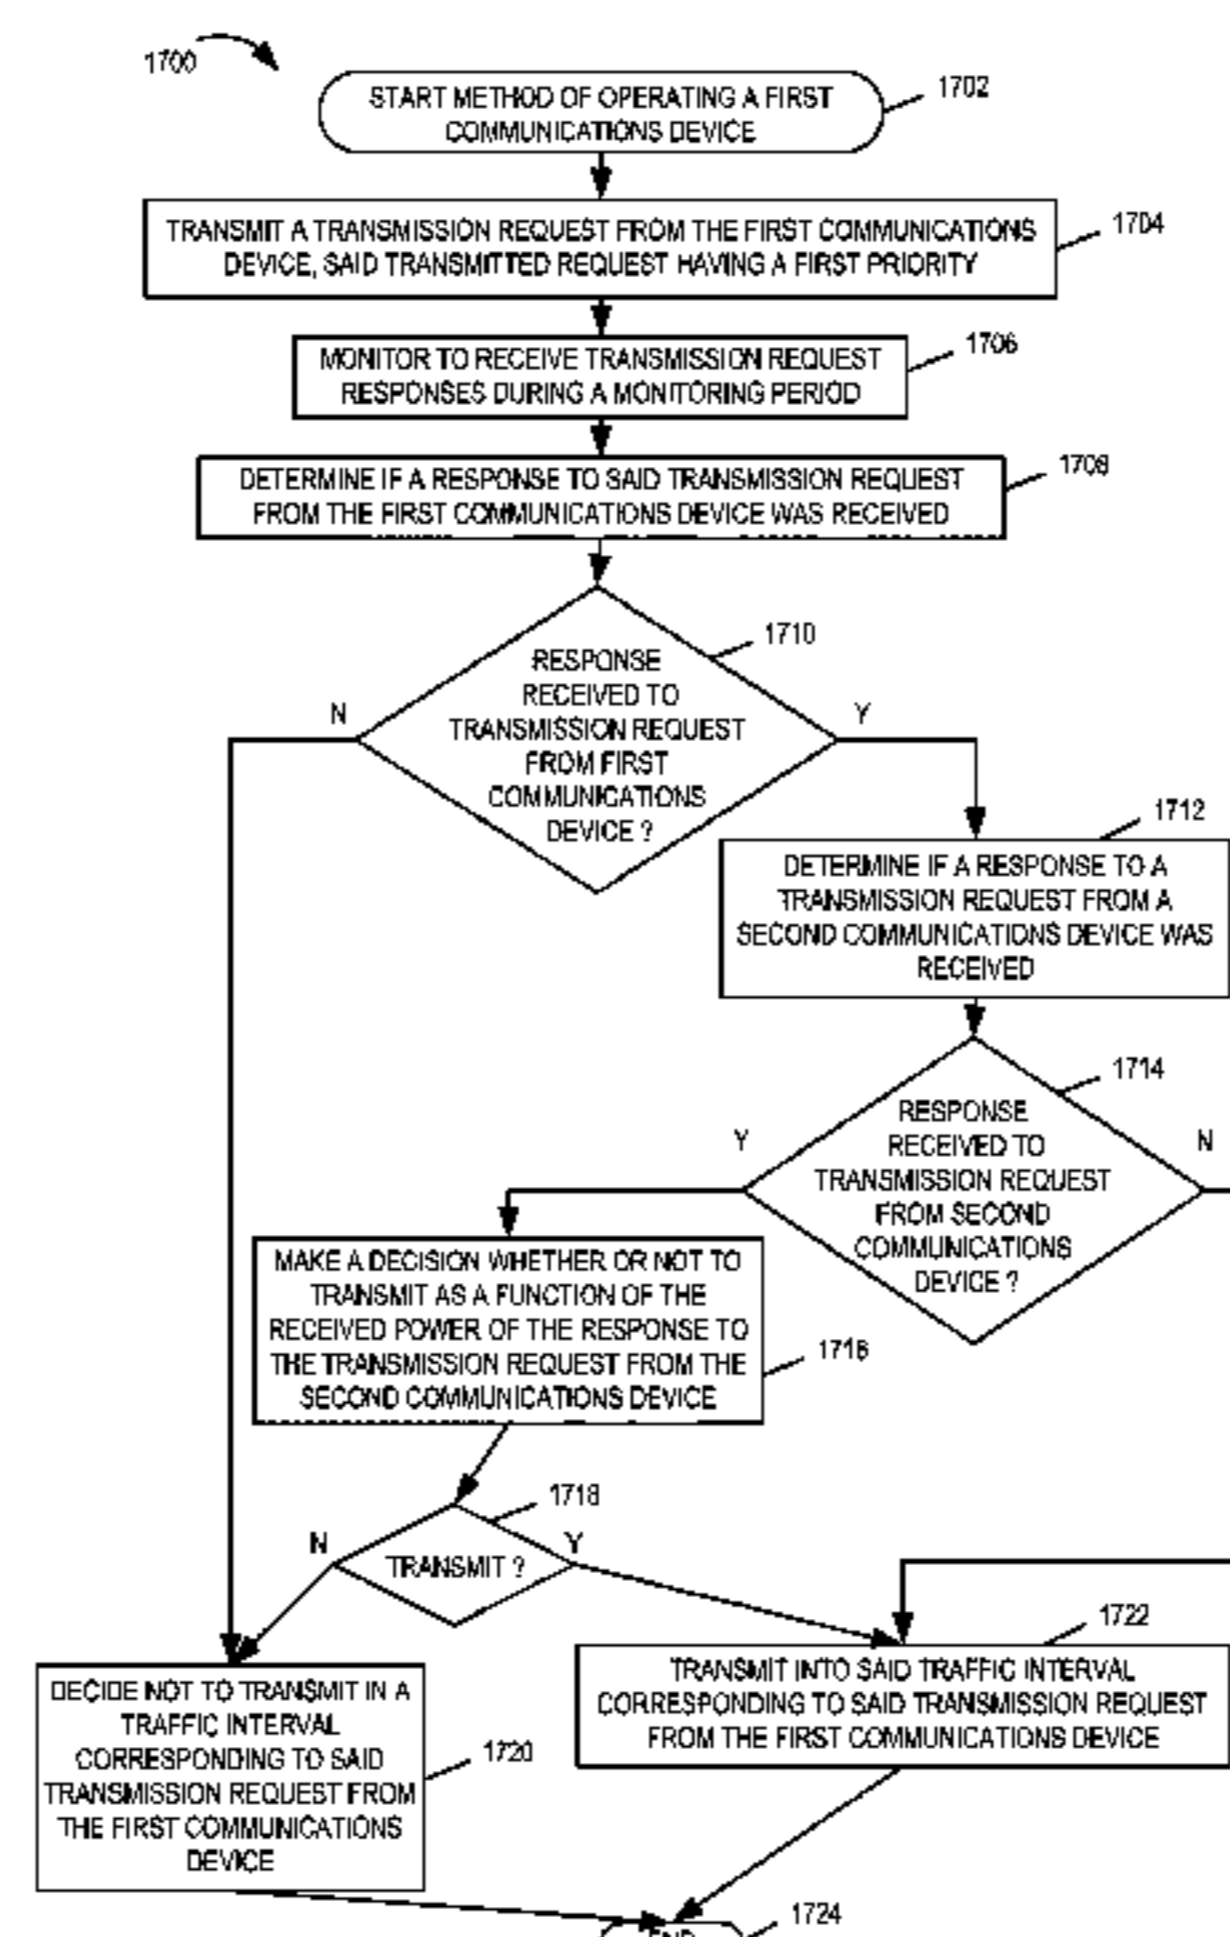 1700
START METHOD OF OPERATING A FIRST
COMMUNICATIONS DEVICE
1702
TRANSMIT A TRANSMISSION REQUEST FROM THE FIRST COMMUNICATIONS
DEVICE, SAID TRANSMITTED REQUEST HAVING A FIRST PRIORITY
1704
MONITOR TO RECEIVE TRANSMISSION REQUEST
RESPONSES DURING A MONITORING PERIOD
1706
DETERMINE IF A RESPONSE TO SAID TRANSMISSION REQUEST
FROM THE FIRST COMMUNICATIONS DEVICE WAS RECEIVED
1708
1710
RESPONSE
RECEIVED TO
TRANSMISSION REQUEST
FROM FIRST
COMMUNICATIONS
DEVICE ?
N
Y
1712
DETERMINE IF A RESPONSE TO A
TRANSMISSION REQUEST FROM A
SECOND COMMUNICATIONS DEVICE WAS
RECEIVED
1714
RESPONSE
RECEIVED TO
TRANSMISSION REQUEST
FROM SECOND
COMMUNICATIONS
DEVICE ?
Y
N
MAKE A DECISION WHETHER OR NOT TO
TRANSMIT AS A FUNCTION OF THE
RECEIVED POWER OF THE RESPONSE TO
THE TRANSMISSION REQUEST FROM THE
SECOND COMMUNICATIONS DEVICE
1716
1718
N
TRANSMIT ?
Y
1722
TRANSMIT INTO SAID TRAFFIC INTERVAL
CORRESPONDING TO SAID TRANSMISSION REQUEST
FROM THE FIRST COMMUNICATIONS DEVICE
DECIDE NOT TO TRANSMIT IN A
TRAFFIC INTERVAL
CORRESPONDING TO SAID
TRANSMISSION REQUEST FROM
THE FIRST COMMUNICATIONS
DEVICE
1720
END
1724